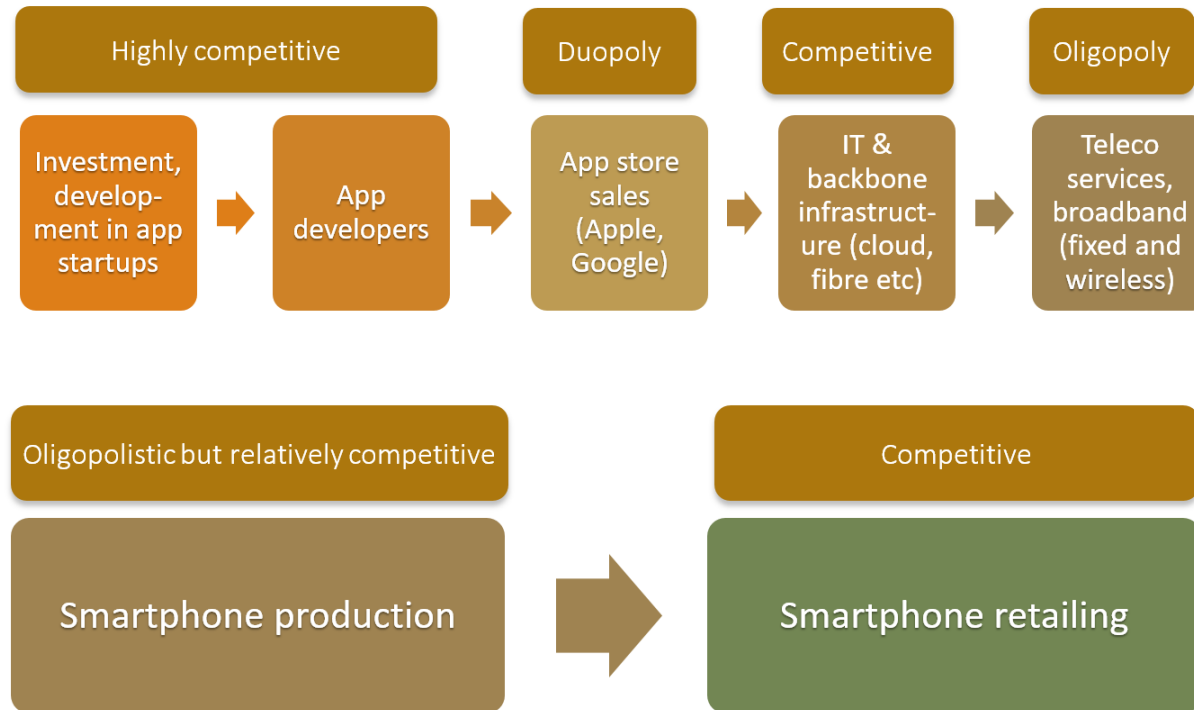 Highly competitive
Duopoly
Competitive
Oligopoly
Investment,
develop-
ment in app
startups
App
developers
App store
sales
(Apple,
Google)
IT &
backbone
infrastruct-
ure (cloud,
fibre etc)
Teleco
services,
broadband
(fixed and
wireless)
Oligopolistic but relatively competitive
Competitive
Smartphone production
Smartphone retailing